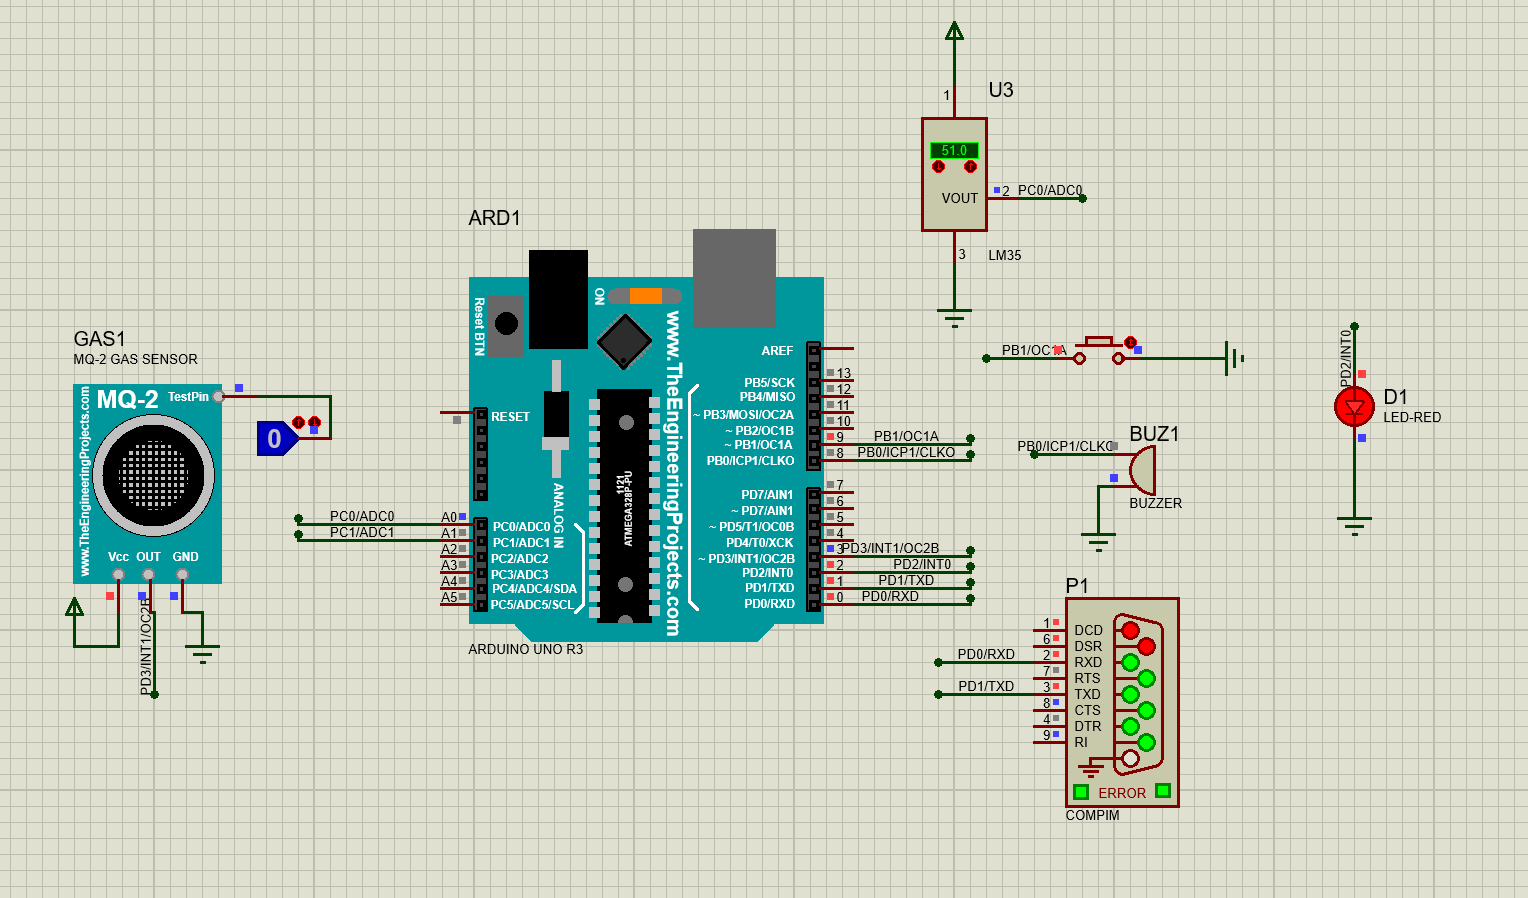 U3
1
51.0
VOUT
2
PC0/ADC0
3
LM35
ARD1
Reset BTN
ON
www.TheEngineeringProjects.com
AREF
PB5/SCK
13
PB4/MISO
12
~ PB3/MOSI/OC2A
11
~ PB2/OC1B
10
~ PB1/OC1A
9
PB1/OC1A
PB0/ICP1/CLKO
8
PB0/ICP1/CLKO
PD7/AIN1
7
~ PD7/AIN1
6
~ PD5/T1/OC0B
5
PD4/T0/XCK
4
~ PD3/INT1/OC2B
3
PD3/INT1/OC2B
PD2/INT0
2
PD2/INT0
PD1/TXD
1
PD1/TXD
PD0/RXD
0
PD0/RXD
RESET
ANALOG IN
1121
ATMEGA328P-PU
PC0/ADC0
A0
PC0/ADC0
PC1/ADC1
A1
PC1/ADC1
A2
PC2/ADC2
A3
PC3/ADC3
A4
PC4/ADC4/SDA
A5
PC5/ADC5/SCL
ARDUINO UNO R3
GAS1
MQ-2 GAS SENSOR
MQ-2
TestPin
www.TheEngineeringProjects.com
0
Vcc OUT GND
PD3/INT1/OC2B
PB1/OC1A
PD2/INT0
D1
LED-RED
BUZ1
PB0/ICP1/CLKO
BUZZER
P1
1
DCD
6
DSR
PD0/RXD
2
RXD
7
RTS
PD1/TXD
3
TXD
8
CTS
4
DTR
9
RI
ERROR
COMPIM